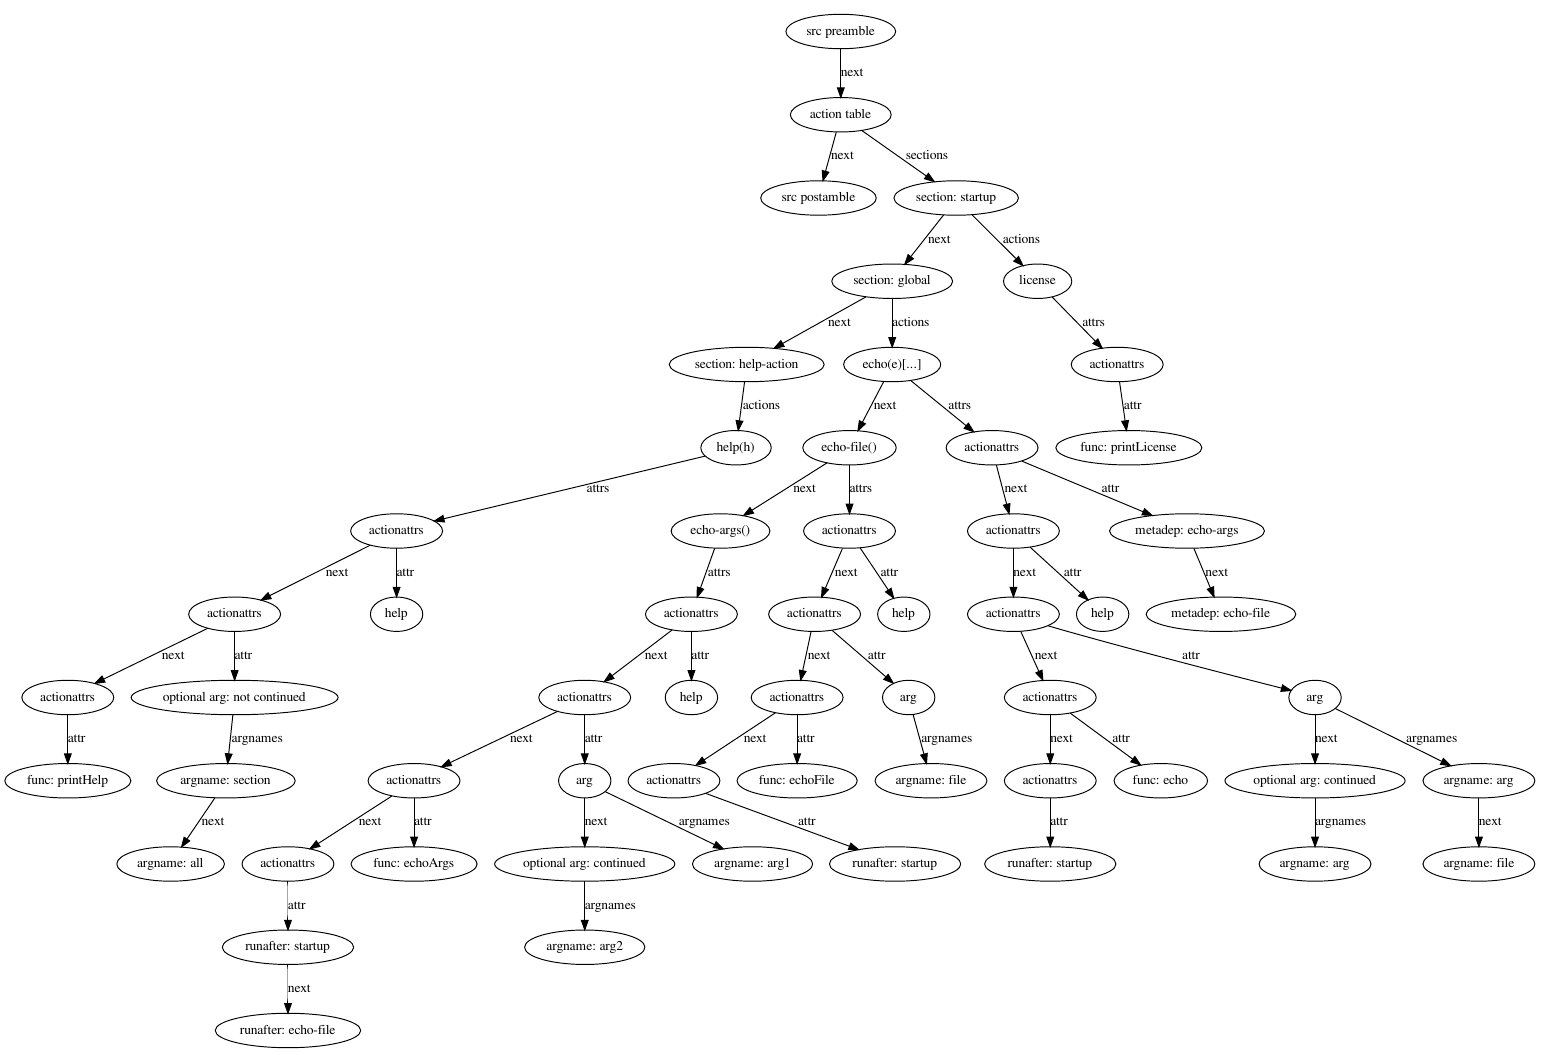 src preamble
next
action table
next
sections
src postamble
section: startup
next
actions
section: global
license
next
actions
attrs
section: help-action
echo(e)[...]
actionattrs
actions
next
attrs
attr
help(h)
echo-file()
actionattrs
func: printLicense
attrs
next
attrs
next
attr
actionattrs
echo-args()
actionattrs
actionattrs
metadep: echo-args
next
attr
attrs
next
attr
next
attr
next
actionattrs
help
actionattrs
actionattrs
help
actionattrs
help
metadep: echo-file
next
attr
next
attr
next
attr
next
attr
actionattrs
optional arg: not continued
actionattrs
help
actionattrs
arg
actionattrs
arg
attr
argnames
next
attr
next
attr
argnames
next
attr
next
argnames
func: printHelp
argname: section
actionattrs
arg
actionattrs
func: echoFile
argname: file
actionattrs
func: echo
optional arg: continued
argname: arg
next
next
attr
next
argnames
attr
attr
argnames
next
argname: all
actionattrs
func: echoArgs
optional arg: continued
argname: arg1
runafter: startup
runafter: startup
argname: arg
argname: file
attr
argnames
runafter: startup
argname: arg2
next
runafter: echo-file